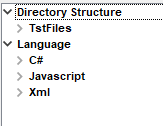 Directory Structure
TstFiles
Language
C#
Javascript
Xml